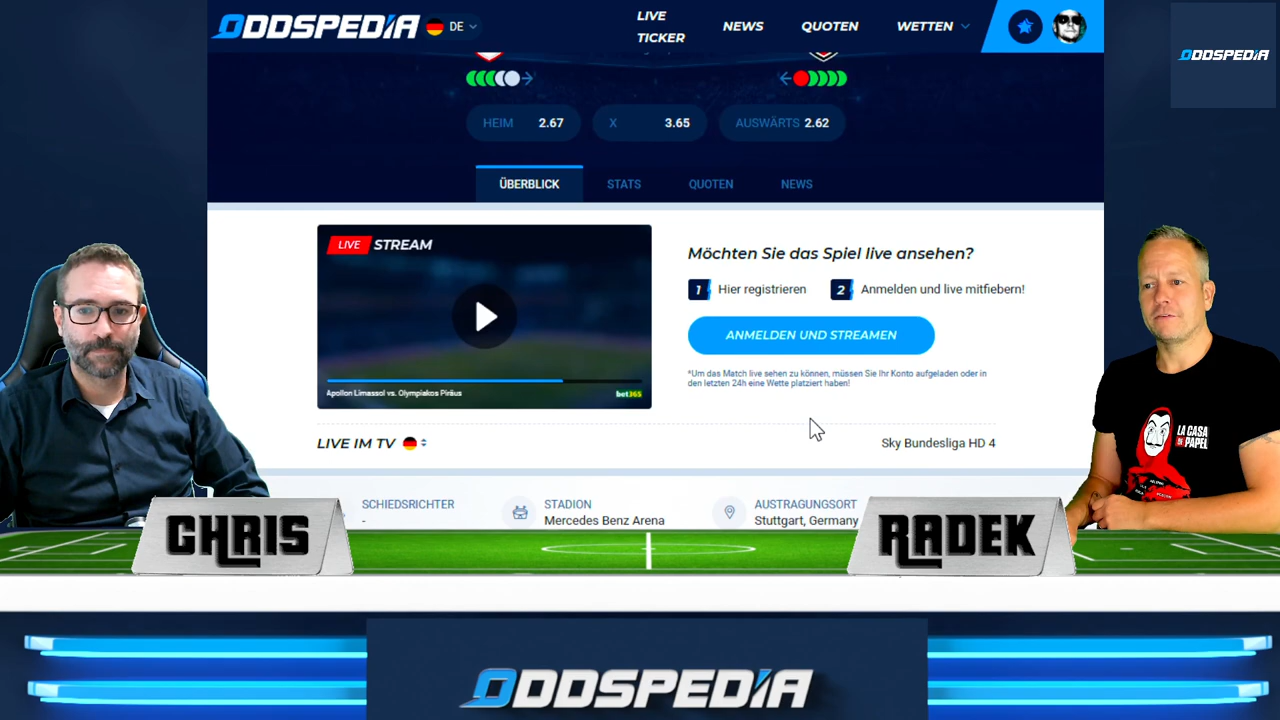 ODDSPEDIA
DE
LIVE TICKER
NEWS
QUOTEN
WETTEN
ODDSPEDIA
HEIM 2.67
X 3.65
AUSWÄRTS 2.62
ÜBERBLICK
STATS
QUOTEN
NEWS
LIVE STREAM
Apollon Limassol vs. Olympiakos Piräus
bet365
Möchten Sie das Spiel live ansehen?
1 Hier registrieren
2 Anmelden und live mitfiebern!
ANMELDEN UND STREAMEN
*Um das Match live sehen zu können, müssen Sie Ihr Konto aufgeladen oder in
den letzten 24h eine Wette platziert haben!
LIVE IM TV
Sky Bundesliga HD 4
SCHIEDSRICHTER
-
STADION
Mercedes Benz Arena
AUSTRAGUNGSORT
Stuttgart, Germany
LA CASA
DE PAPEL
CHRIS
RADEK
ODDSPEDIA